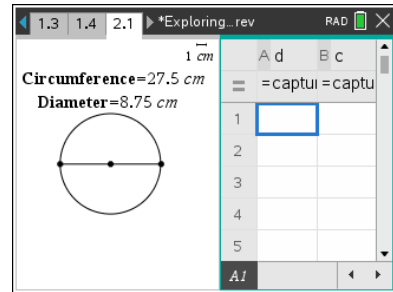 1.3 1.4 2.1 *Exploring...rev RAD
1 cm
Circumference=27.5 cm
Diameter=8.75 cm
A d B c
= =captui =captu
1
2
3
4
5
A1